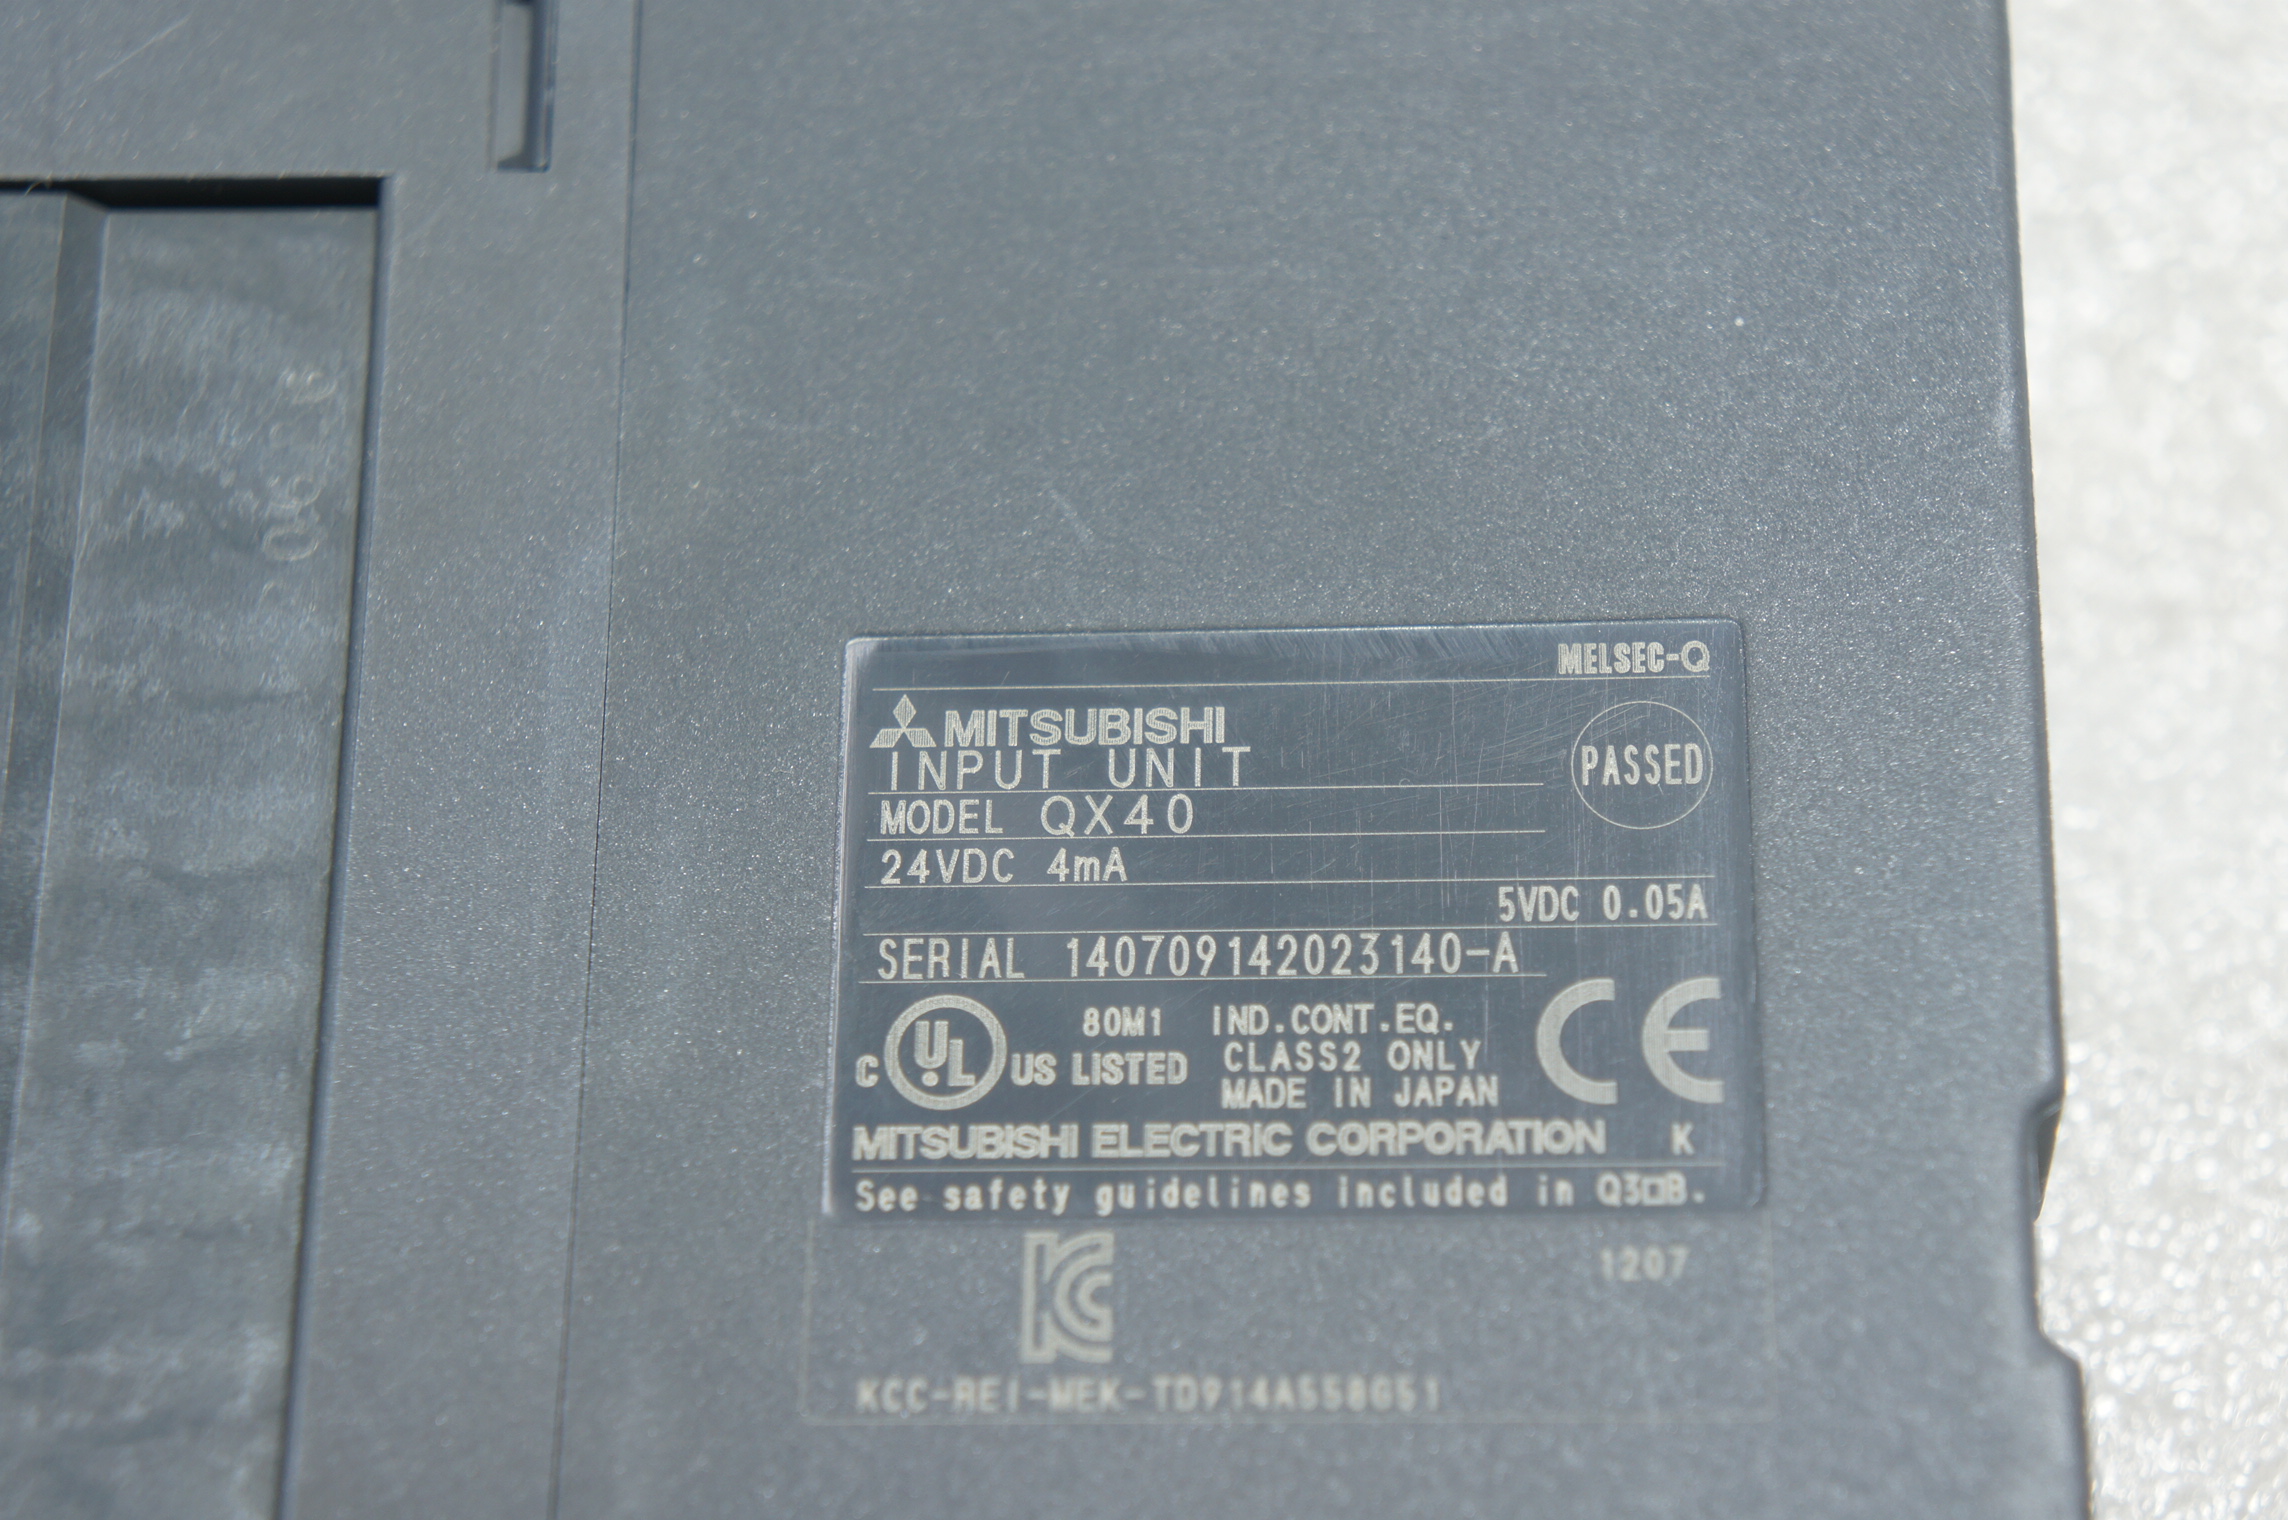 MELSEC-Q
MITSUBISHI
INPUT UNIT
PASSED
MODEL QX40
24VDC 4mA
5VDC 0.05A
SERIAL 140709142023140-A
C UL US LISTED 80M1 IND.CONT.EQ.
CLASS2 ONLY
MADE IN JAPAN
CE
MITSUBISHI ELECTRIC CORPORATION K
See safety guidelines included in Q3□B.
KC
1207
KCC-REI-MEK-TD914A558G51